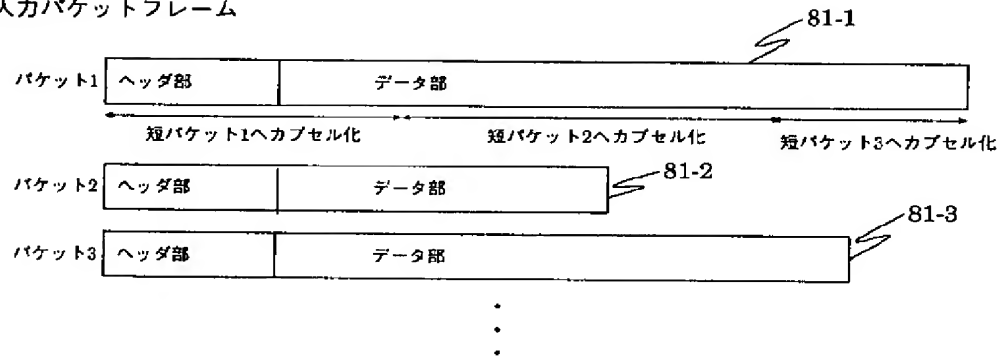 入力パケットフレーム
81-1
パケット1 ヘッダ部 データ部
短パケット1へカプセル化 短パケット2へカプセル化 短パケット3へカプセル化
81-2
パケット2 ヘッダ部 データ部
81-3
パケット3 ヘッダ部 データ部